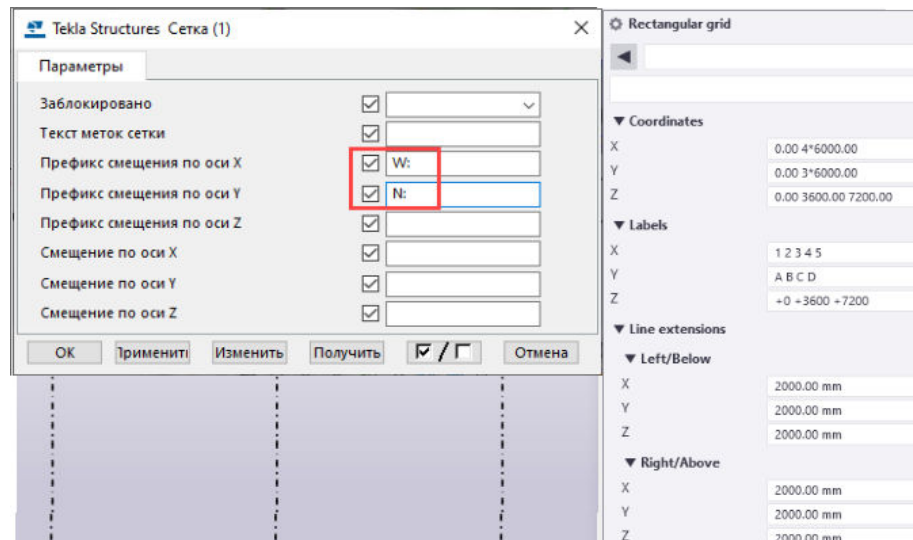 Tekla Structures Сетка (1)
Параметры
Заблокировано
Текст меток сетки
Префикс смещения по оси X W:
Префикс смещения по оси Y N:
Префикс смещения по оси Z
Смещение по оси X
Смещение по оси Y
Смещение по оси Z
OK Применить Изменить Получить / Отмена
Rectangular grid
Coordinates
X 0.00 4*6000.00
Y 0.00 3*6000.00
Z 0.00 3600.00 7200.00
Labels
X 1 2 3 4 5
Y A B C D
Z +0 +3600 +7200
Line extensions
Left/Below
X 2000.00 mm
Y 2000.00 mm
Z 2000.00 mm
Right/Above
X 2000.00 mm
Y 2000.00 mm
Z 2000.00 mm